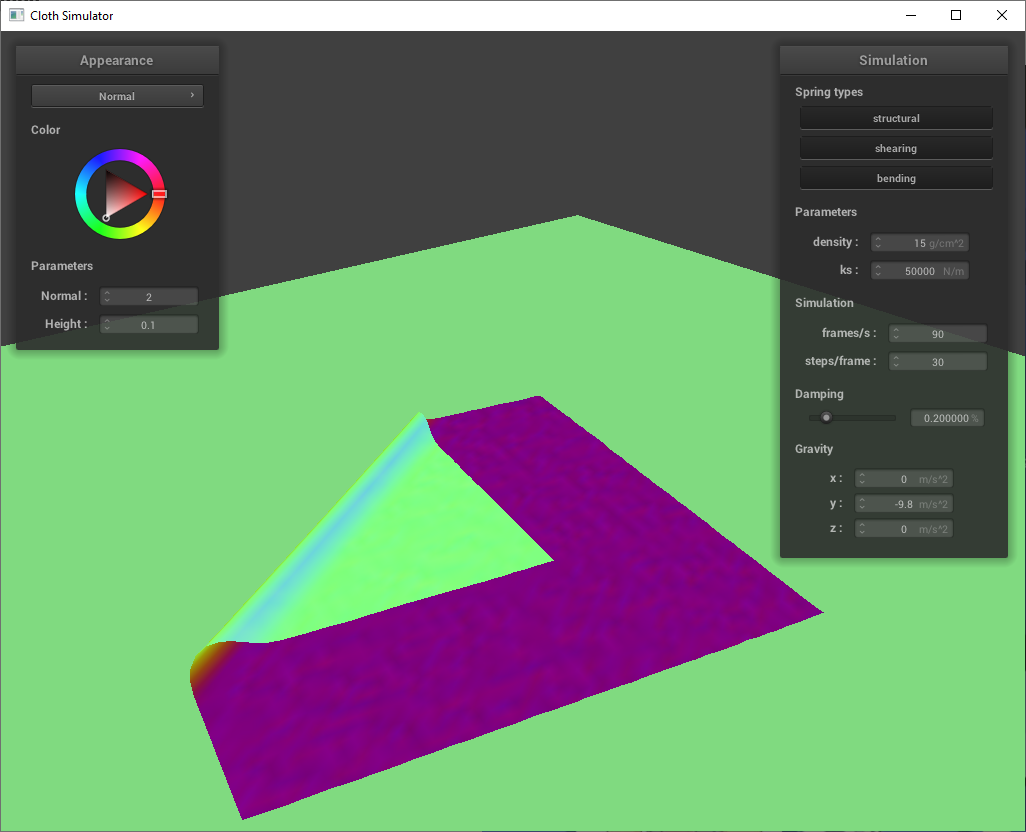 Cloth Simulator
Appearance
Normal
Color
Parameters
Normal : 2
Height : 0.1
Simulation
Spring types
structural
shearing
bending
Parameters
density : 15 g/cm^2
ks : 50000 N/m
Simulation
frames/s : 90
steps/frame : 30
Damping
0.200000 %
Gravity
x : 0 m/s^2
y : -9.8 m/s^2
z : 0 m/s^2